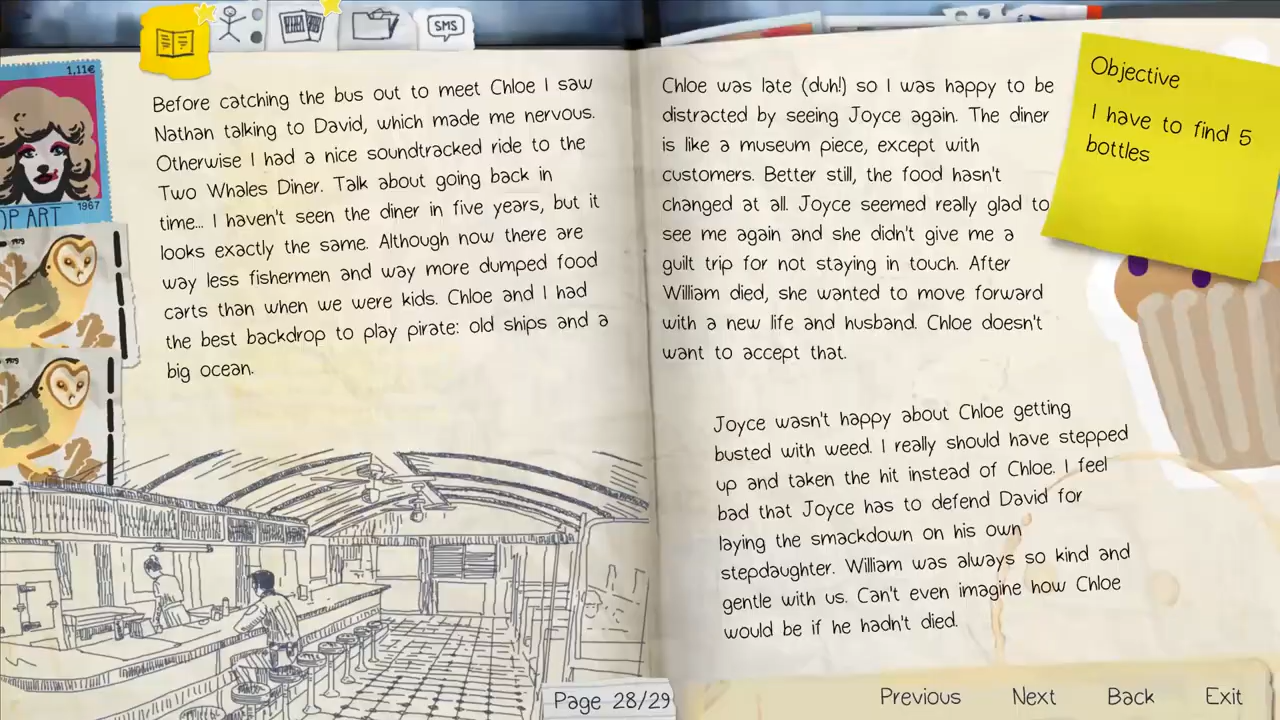 SMS
1,11€
OP ART
1967
1979
1979
Before catching the bus out to meet Chloe I saw
Nathan talking to David, which made me nervous.
Otherwise I had a nice soundtracked ride to the
Two Whales Diner. Talk about going back in
time... I haven't seen the diner in five years, but it
looks exactly the same. Although now there are
way less fishermen and way more dumped food
carts than when we were kids. Chloe and I had
the best backdrop to play pirate: old ships and a
big ocean.
Chloe was late (duh!) so I was happy to be
distracted by seeing Joyce again. The diner
is like a museum piece, except with
customers. Better still, the food hasn't
changed at all. Joyce seemed really glad to
see me again and she didn't give me a
guilt trip for not staying in touch. After
William died, she wanted to move forward
with a new life and husband. Chloe doesn't
want to accept that.
Joyce wasn't happy about Chloe getting
busted with weed. I really should have stepped
up and taken the hit instead of Chloe. I feel
bad that Joyce has to defend David for
laying the smackdown on his own
stepdaughter. William was always so kind and
gentle with us. Can't even imagine how Chloe
would be if he hadn't died.
Objective
I have to find 5
bottles
Page 28/29
Previous Next Back Exit